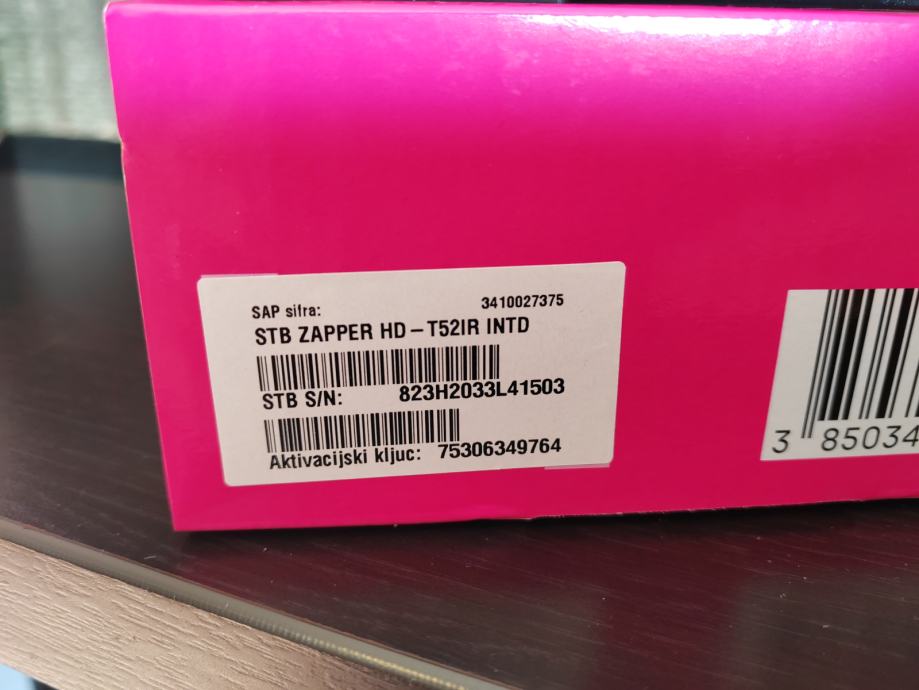 SAP sifra: 3410027375
STB ZAPPER HD – T52IR INTD
STB S/N: 823H2033L41503
Aktivacijski kljuc: 75306349764
3 85034